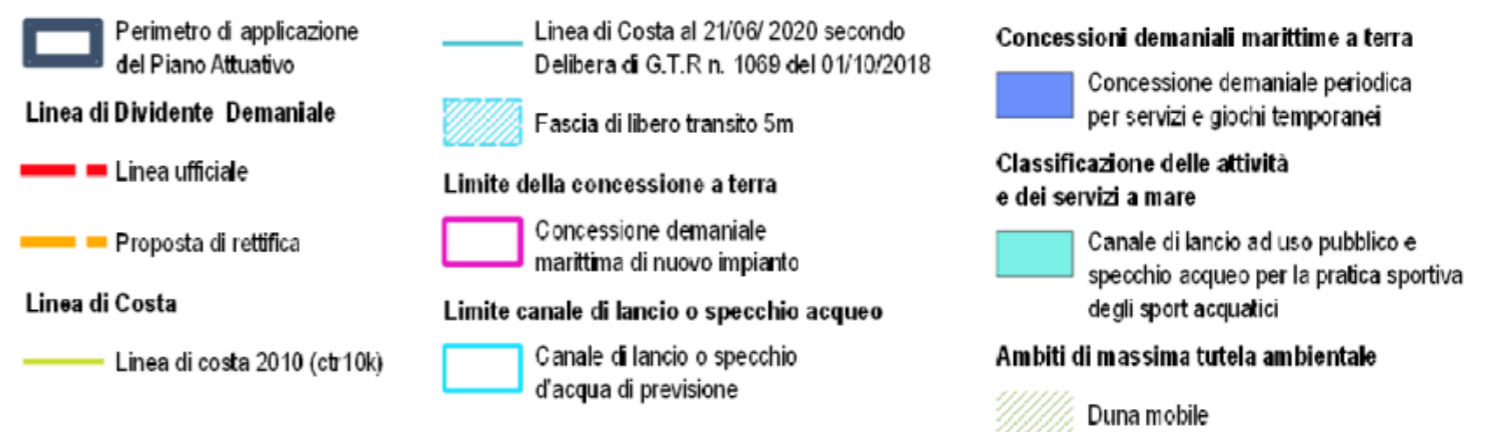 Perimetro di applicazione
del Piano Attuativo
Linea di Dividente Demaniale
Linea ufficiale
Proposta di rettifica
Linea di Costa
Linea di costa 2010 (ctr10k)
Linea di Costa al 21/06/ 2020 secondo
Delibera di G.T.R n. 1069 del 01/10/2018
Fascia di libero transito 5m
Limite della concessione a terra
Concessione demaniale
marittima di nuovo impianto
Limite canale di lancio o specchio acqueo
Canale di lancio o specchio
d'acqua di previsione
Concessioni demaniali marittime a terra
Concessione demaniale periodica
per servizi e giochi temporanei
Classificazione delle attività
e dei servizi a mare
Canale di lancio ad uso pubblico e
specchio acqueo per la pratica sportiva
degli sport acquatici
Ambiti di massima tutela ambientale
Duna mobile